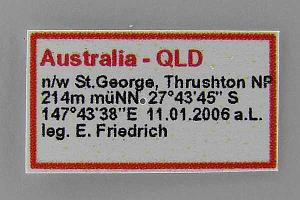 Australia - QLD
n/w St.George, Thrushton NP
214m müNN. 27°43'45" S
147°43'38"E 11.01.2006 a.L.
leg. E. Friedrich